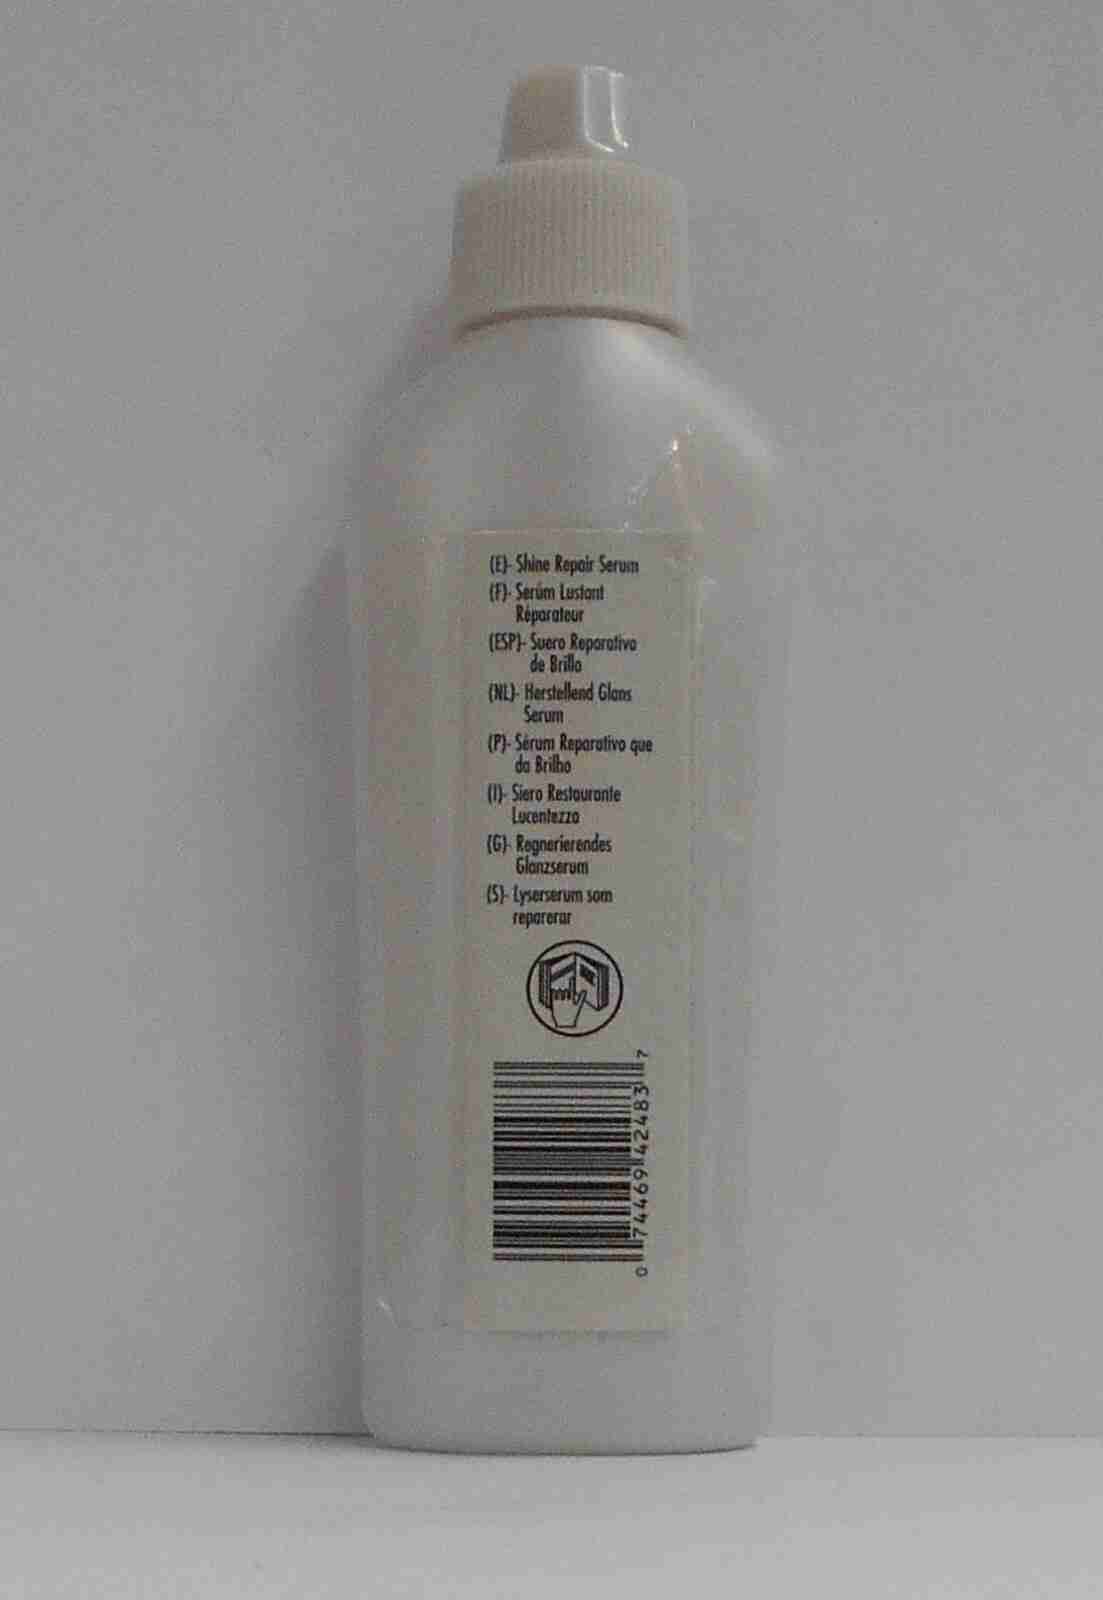 (E)- Shine Repair Serum
(F)- Serúm Lustant
Réparateur
(ESP)- Suero Reparativo
de Brillo
(NL)- Herstellend Glans
Serum
(P)- Sérum Reparativo que
da Brilho
(I)- Siero Restaurante
Lucentezza
(G)- Regnerierendes
Glanzserum
(S)- Lyserserum som
reparerar
0 74469 42483 7